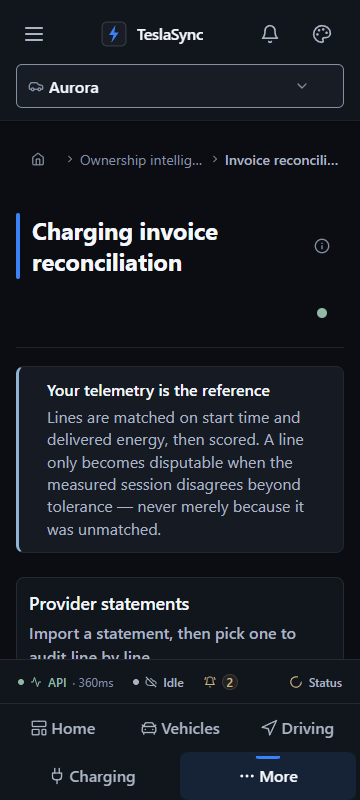 TeslaSync
Aurora
Ownership intellig... Invoice reconcili...
Charging invoice
reconciliation
Your telemetry is the reference
Lines are matched on start time and
delivered energy, then scored. A line
only becomes disputable when the
measured session disagrees beyond
tolerance — never merely because it
was unmatched.
Provider statements
Import a statement, then pick one to
audit line by line
API · 360ms Idle 2 Status
Home Vehicles Driving
Charging More